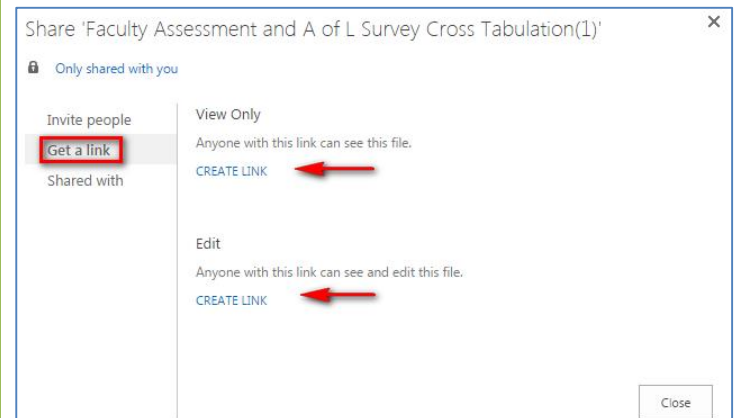 Share 'Faculty Assessment and A of L Survey Cross Tabulation(1)'
Only shared with you
Invite people
Get a link
Shared with
View Only
Anyone with this link can see this file.
CREATE LINK
Edit
Anyone with this link can see and edit this file.
CREATE LINK
Close